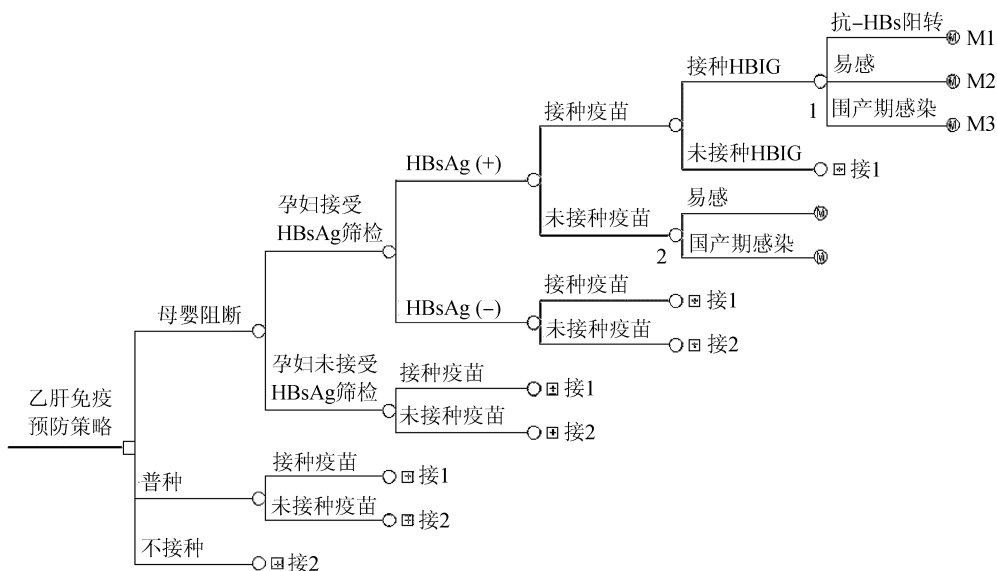 抗-HBs阳转
M1
接种HBIG
易感
M2
1
围产期感染
M3
接种疫苗
HBsAg (+)
未接种HBIG
接1
孕妇接受
HBsAg筛检
未接种疫苗
易感
2
国产期感染
母婴阻断
HBsAg (−)
接种疫苗
接1
未接种疫苗
接2
孕妇未接受
HBsAg筛检
接种疫苗
接1
未接种疫苗
接2
乙肝免疫
预防策略
普种
接种疫苗
接1
未接种疫苗
接2
不接种
接2